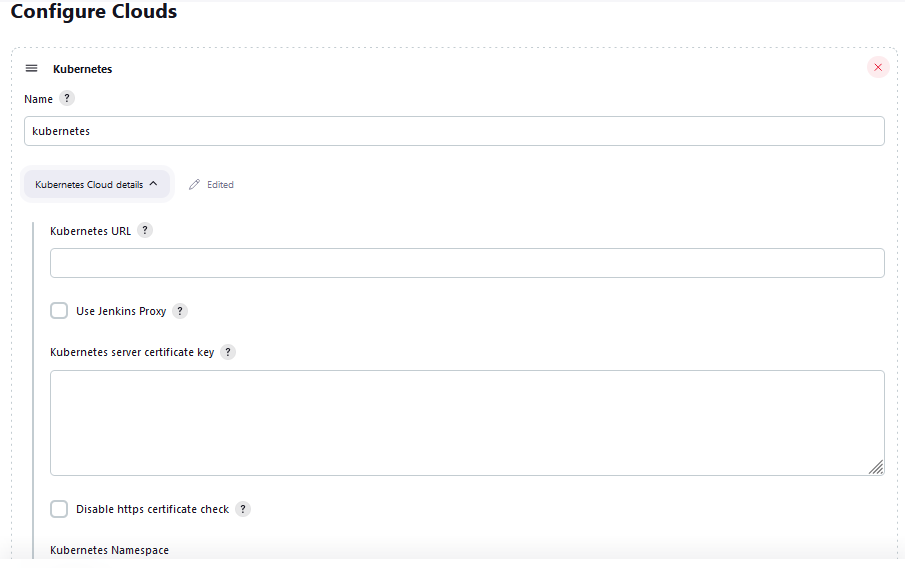 Configure Clouds
Kubernetes
Name ?
kubernetes
Kubernetes Cloud details Edited
Kubernetes URL ?
Use Jenkins Proxy ?
Kubernetes server certificate key ?
Disable https certificate check ?
Kubernetes Namespace